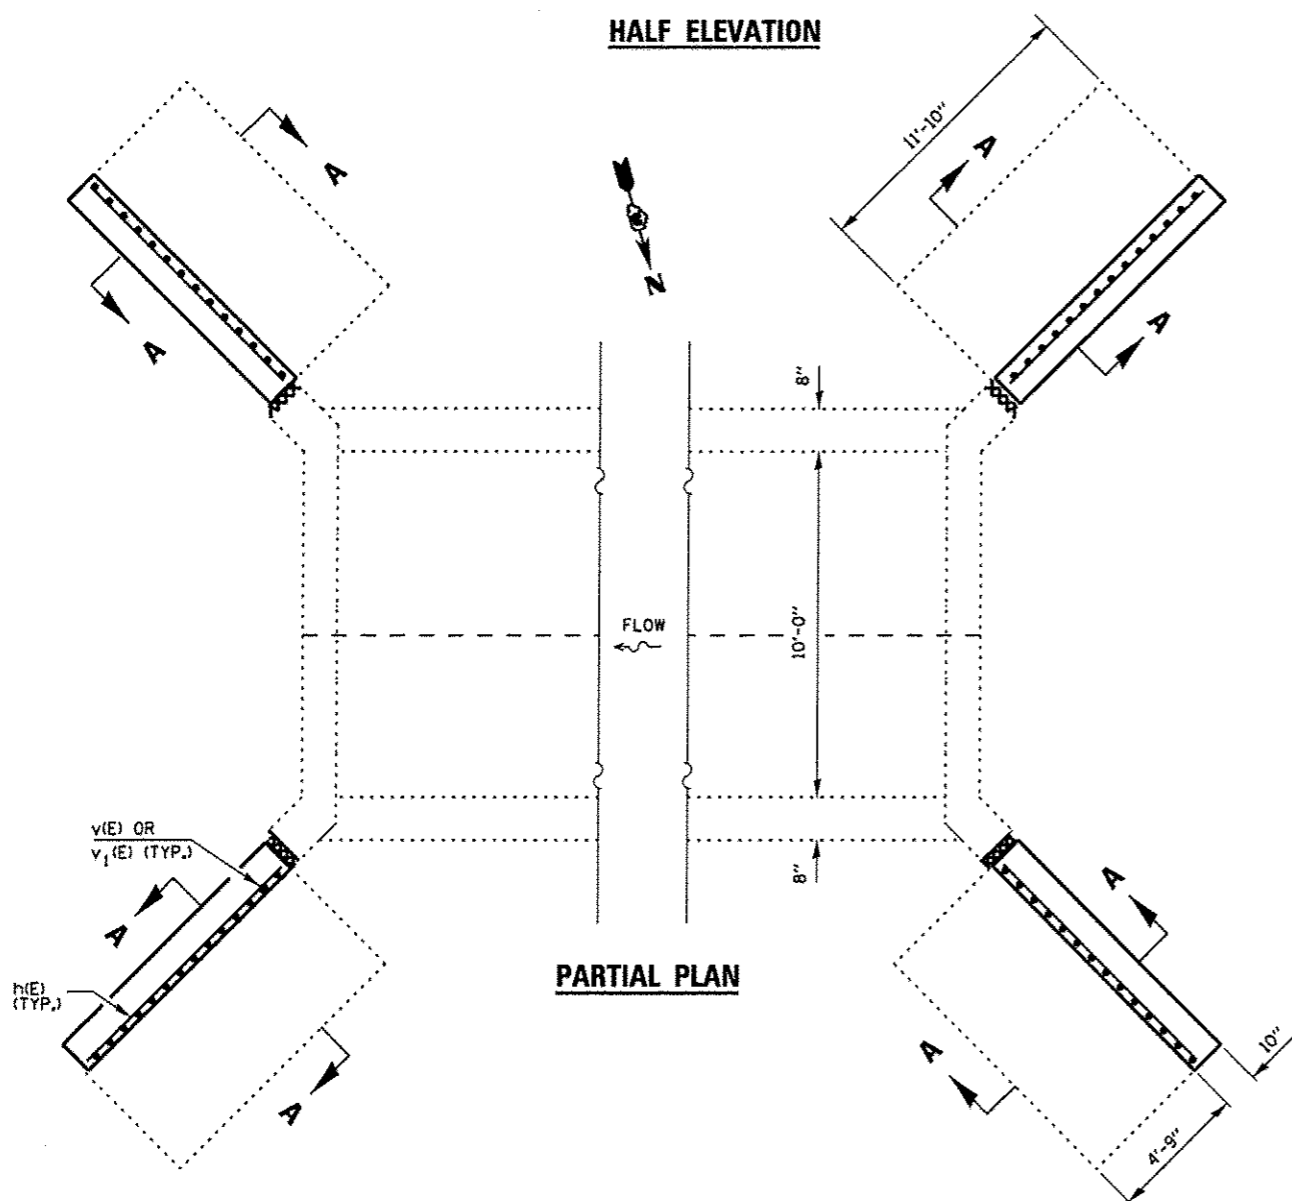 HALF ELEVATION
11'-10"
A
A
A
A
N
8"
FLOW
10'-0"
v(E) OR
v1(E) (TYP.)
8"
A
A
h(E)
(TYP.)
PARTIAL PLAN
A
A
10"
4'-9"